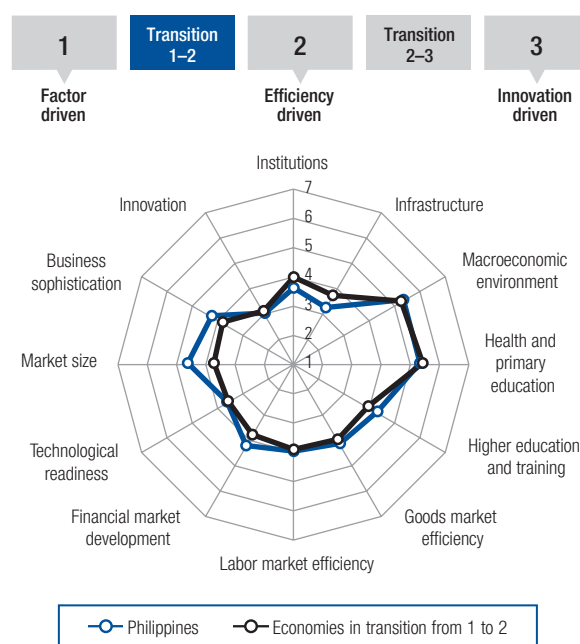 1
Transition
1–2
2
Transition
2–3
3
Factor
driven
Efficiency
driven
Innovation
driven
Institutions
Infrastructure
Macroeconomic
environment
Health and
primary
education
Higher education
and training
Goods market
efficiency
Labor market efficiency
Financial market
development
Technological
readiness
Market size
Business
sophistication
Innovation
7
6
5
4
3
2
1
Philippines
Economies in transition from 1 to 2